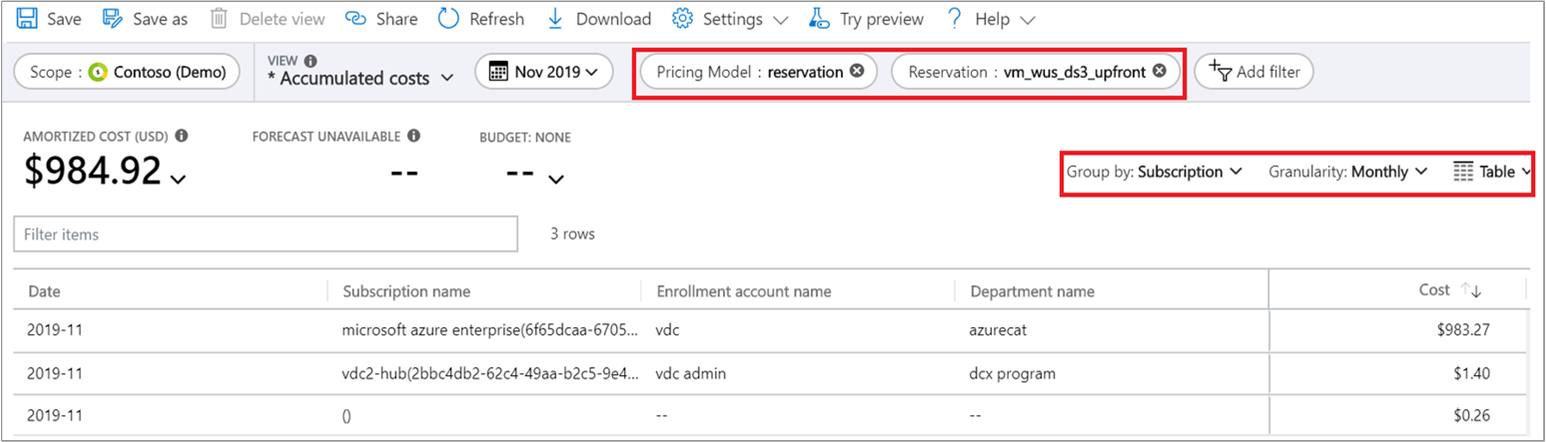 Save Save as Delete view Share Refresh Download Settings Try preview ? Help
Scope : Contoso (Demo) VIEW * Accumulated costs Nov 2019 Pricing Model : reservation Reservation : vm_wus_ds3_upfront Add filter
AMORTIZED COST (USD) FORECAST UNAVAILABLE BUDGET: NONE
$984.92 -- --
Group by: Subscription Granularity: Monthly Table
Filter items 3 rows
Date Subscription name Enrollment account name Department name Cost
2019-11 microsoft azure enterprise(6f65dcaa-6705... vdc azurecat $983.27
2019-11 vdc2-hub(2bbc4db2-62c4-49aa-b2c5-9e4... vdc admin dcx program $1.40
2019-11 () -- -- $0.26